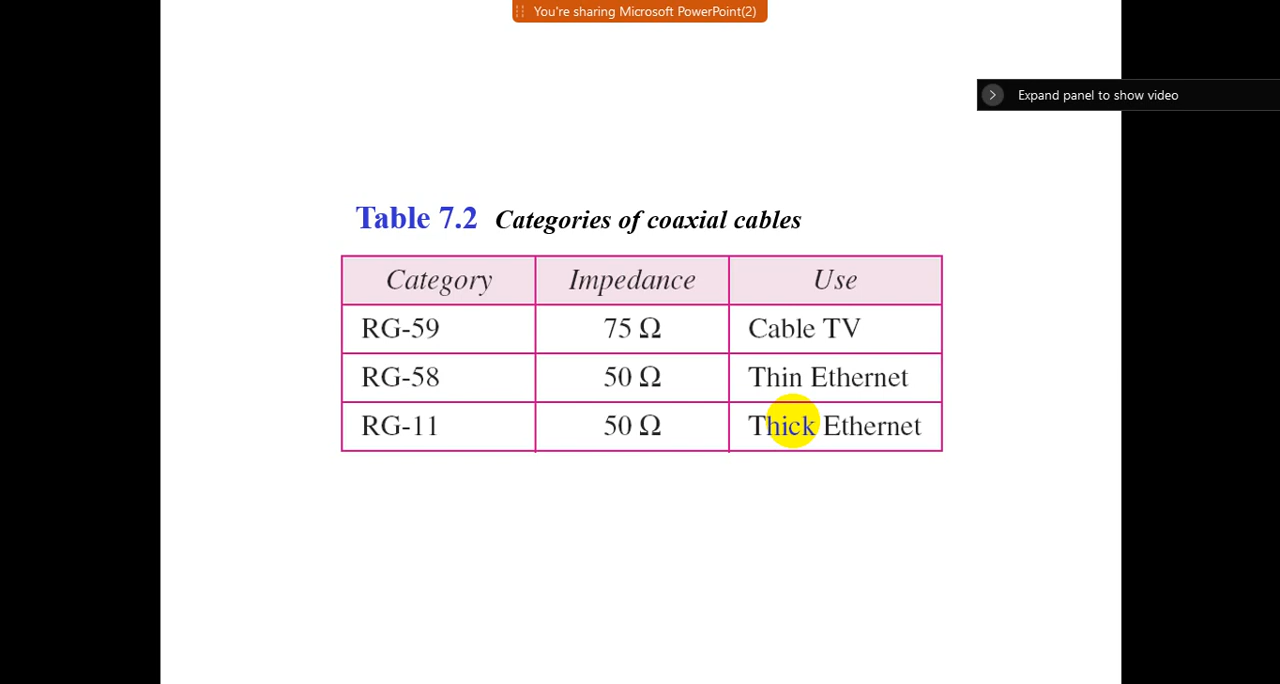 You're sharing Microsoft PowerPoint(2)
Expand panel to show video
Table 7.2 Categories of coaxial cables
Category Impedance Use
RG-59 75 Ω Cable TV
RG-58 50 Ω Thin Ethernet
RG-11 50 Ω Thick Ethernet